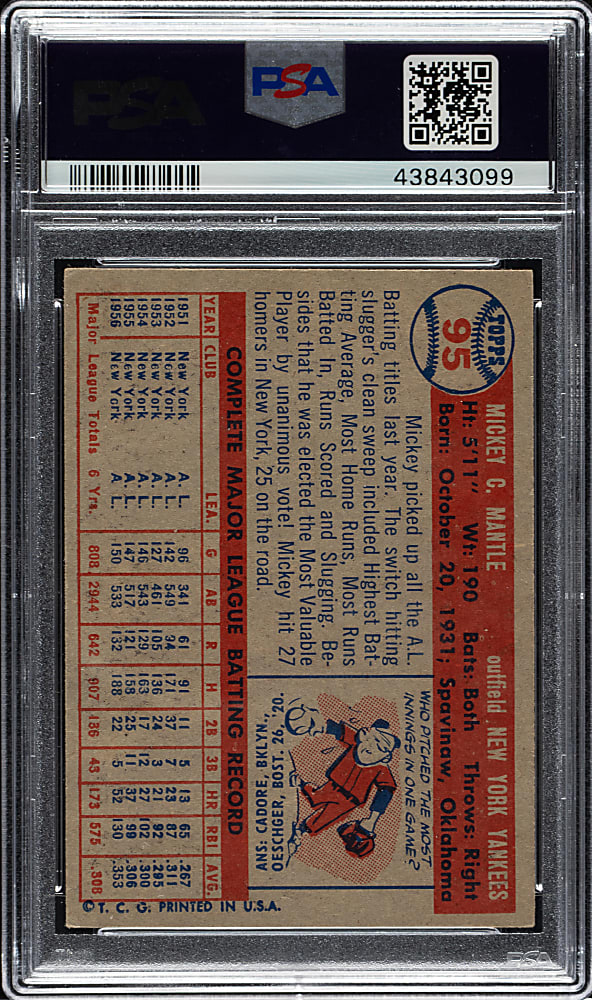 PSA
PSA
43843099
TOPPS
95
MICKEY C. MANTLE outfield NEW YORK YANKEES
Ht: 5'11" Wt: 190 Bats: Both Throws: Right
Born: October 20, 1931; Spavinaw, Oklahoma
Mickey picked up all the A.L.
Batting titles last year. The switch hitting
slugger's clean sweep included Highest Bat-
ting Average, Most Home Runs, Most Runs
Batted In, Runs Scored and Slugging. Be-
sides that he was elected the Most Valuable
Player by unanimous vote! Mickey hit 27
homers in New York, 25 on the road.
WHO PITCHED THE MOST
INNINGS IN ONE GAME?
ANS. CADORE, BKLYN.
OESCHGER BOST. 26, '20.
COMPLETE MAJOR LEAGUE BATTING RECORD
YEAR CLUB LEA. G AB R H 2B 3B HR RBI AVG.
1951 New York A. L. 96 341 61 91 11 5 13 65 .267
1952 New York A. L. 142 549 94 171 37 7 23 87 .311
1953 New York A. L. 127 461 105 136 24 3 21 92 .295
1954 New York A. L. 146 543 129 163 17 12 27 102 .300
1955 New York A. L. 147 517 121 158 25 11 37 99 .306
1956 New York A. L. 150 533 132 188 22 5 52 130 .353
Major League Totals 6 Yrs. 808 2944 642 907 136 43 173 575 .308
© T. C. G. PRINTED IN U.S.A.
PSA